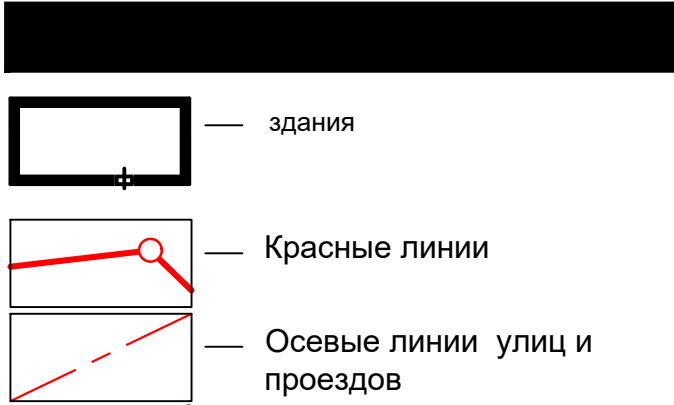 здания
Красные линии
Осевые линии  улиц и
проездов